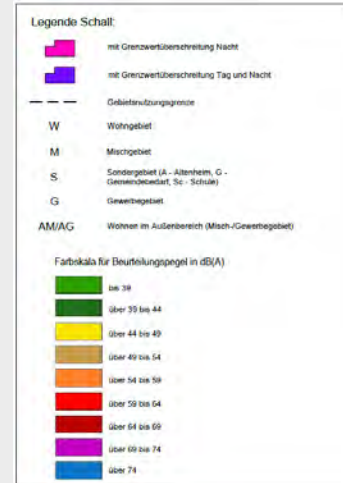 Legende Schall:
mit Grenzwertüberschreitung Nacht
mit Grenzwertüberschreitung Tag und Nacht
Gebietsnutzungsgrenze
W Wohngebiet
M Mischgebiet
S Sondergebiet (A - Altenheim, G -
Gemeindebedarf, Sc - Schule)
G Gewerbegebiet
AM/AG Wohnen im Außenbereich (Misch-/Gewerbegebiet)
Farbskala für Beurteilungspegel in dB(A)
bis 39
über 39 bis 44
über 44 bis 49
über 49 bis 54
über 54 bis 59
über 59 bis 64
über 64 bis 69
über 69 bis 74
über 74